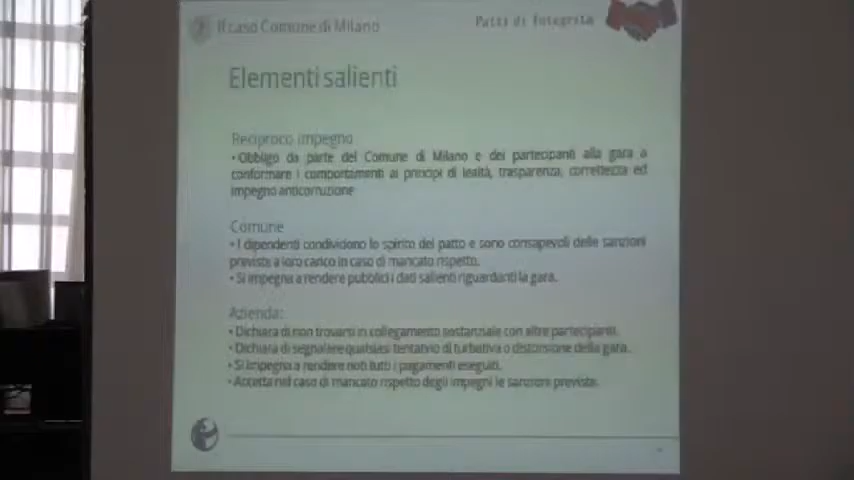 Il caso Comune di Milano
Patti di Integrità
Elementi salienti
Reciproco impegno
• Obbligo da parte del Comune di Milano e dei partecipanti alla gara a
conformare i comportamenti ai principi di lealtà, trasparenza, correttezza ed
impegno anticorruzione
Comune
• I dipendenti condividono lo spirito del patto e sono consapevoli delle sanzioni
previste a loro carico in caso di mancato rispetto.
• Si impegna a rendere pubblici i dati salienti riguardanti la gara.
Azienda:
• Dichiara di non trovarsi in collegamento sostanziale con altre partecipanti.
• Dichiara di segnalare qualsiasi tentativo di turbativa o distorsione della gara.
• Si impegna a rendere noti tutti i pagamenti eseguiti.
• Accetta nel caso di mancato rispetto degli impegni le sanzioni previste.